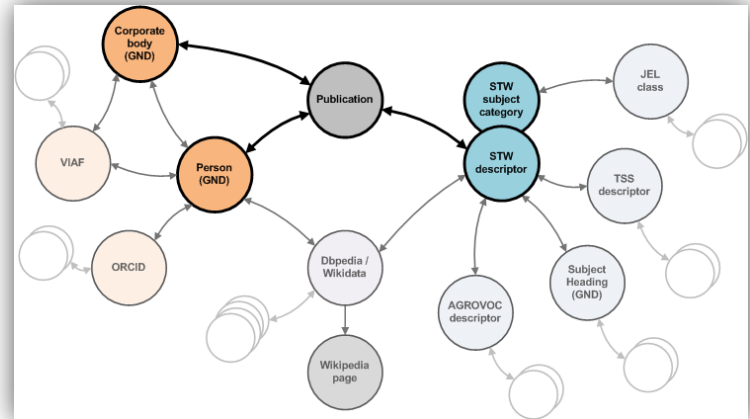 Corporate
body
(GND)
Publication
STW
subject
category
JEL
class
VIAF
Person
(GND)
STW
descriptor
TSS
descriptor
ORCID
Dbpedia /
Wikidata
AGROVOC
descriptor
Subject
Heading
(GND)
Wikipedia
page